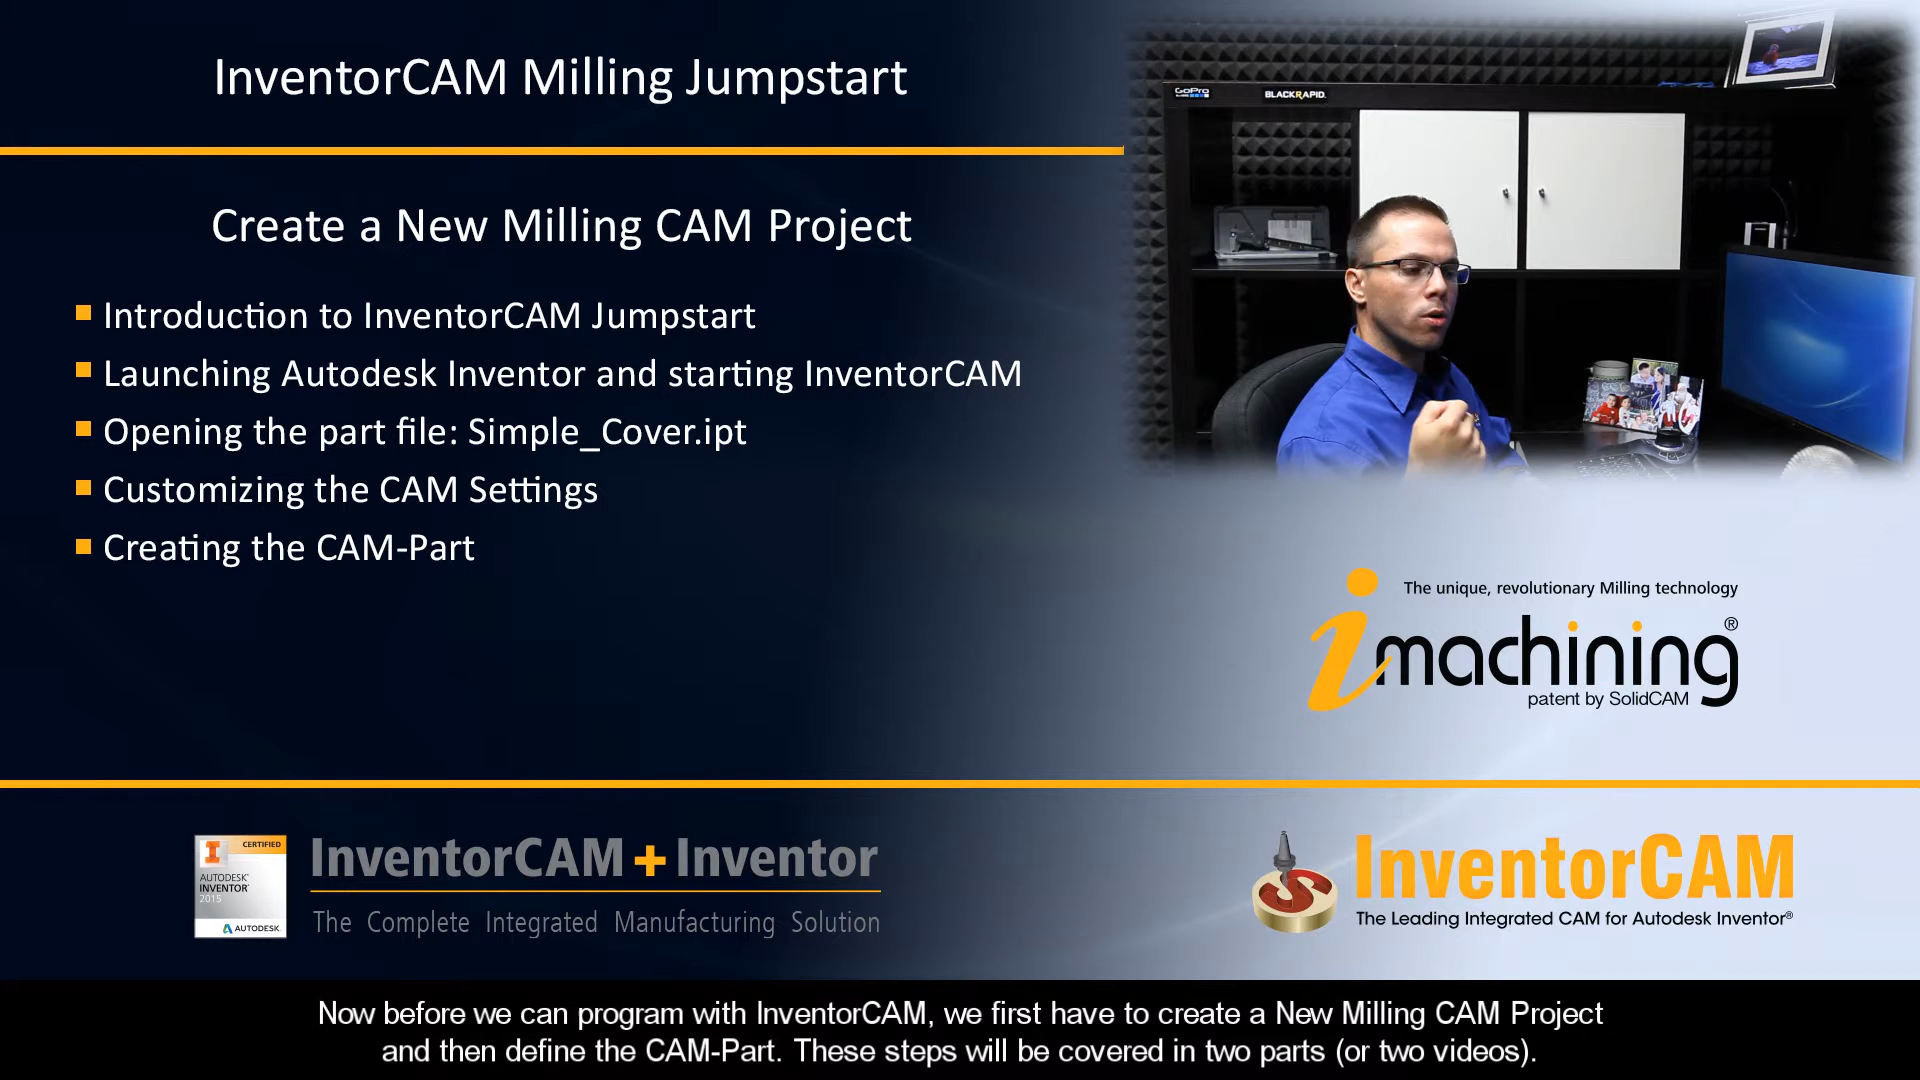 InventorCAM Milling Jumpstart
Create a New Milling CAM Project
Introduction to InventorCAM Jumpstart
Launching Autodesk Inventor and starting InventorCAM
Opening the part file: Simple_Cover.ipt
Customizing the CAM Settings
Creating the CAM-Part
GoPro
BLACKRAPID
The unique, revolutionary Milling technology
imachining®
patent by SolidCAM
CERTIFIED
AUTODESK®
INVENTOR®
2015
AUTODESK
InventorCAM + Inventor
The Complete Integrated Manufacturing Solution
InventorCAM
The Leading Integrated CAM for Autodesk Inventor®
Now before we can program with InventorCAM, we first have to create a New Milling CAM Project
and then define the CAM-Part. These steps will be covered in two parts (or two videos).